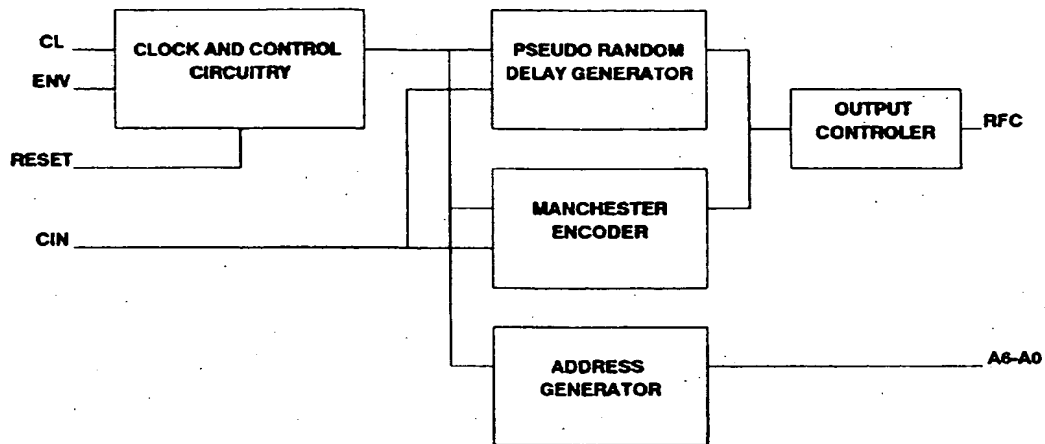 CL
ENV
RESET
CIN
CLOCK AND CONTROL
CIRCUITRY
PSEUDO RANDOM
DELAY GENERATOR
MANCHESTER
ENCODER
ADDRESS
GENERATOR
OUTPUT
CONTROLER
RFC
A6-A0